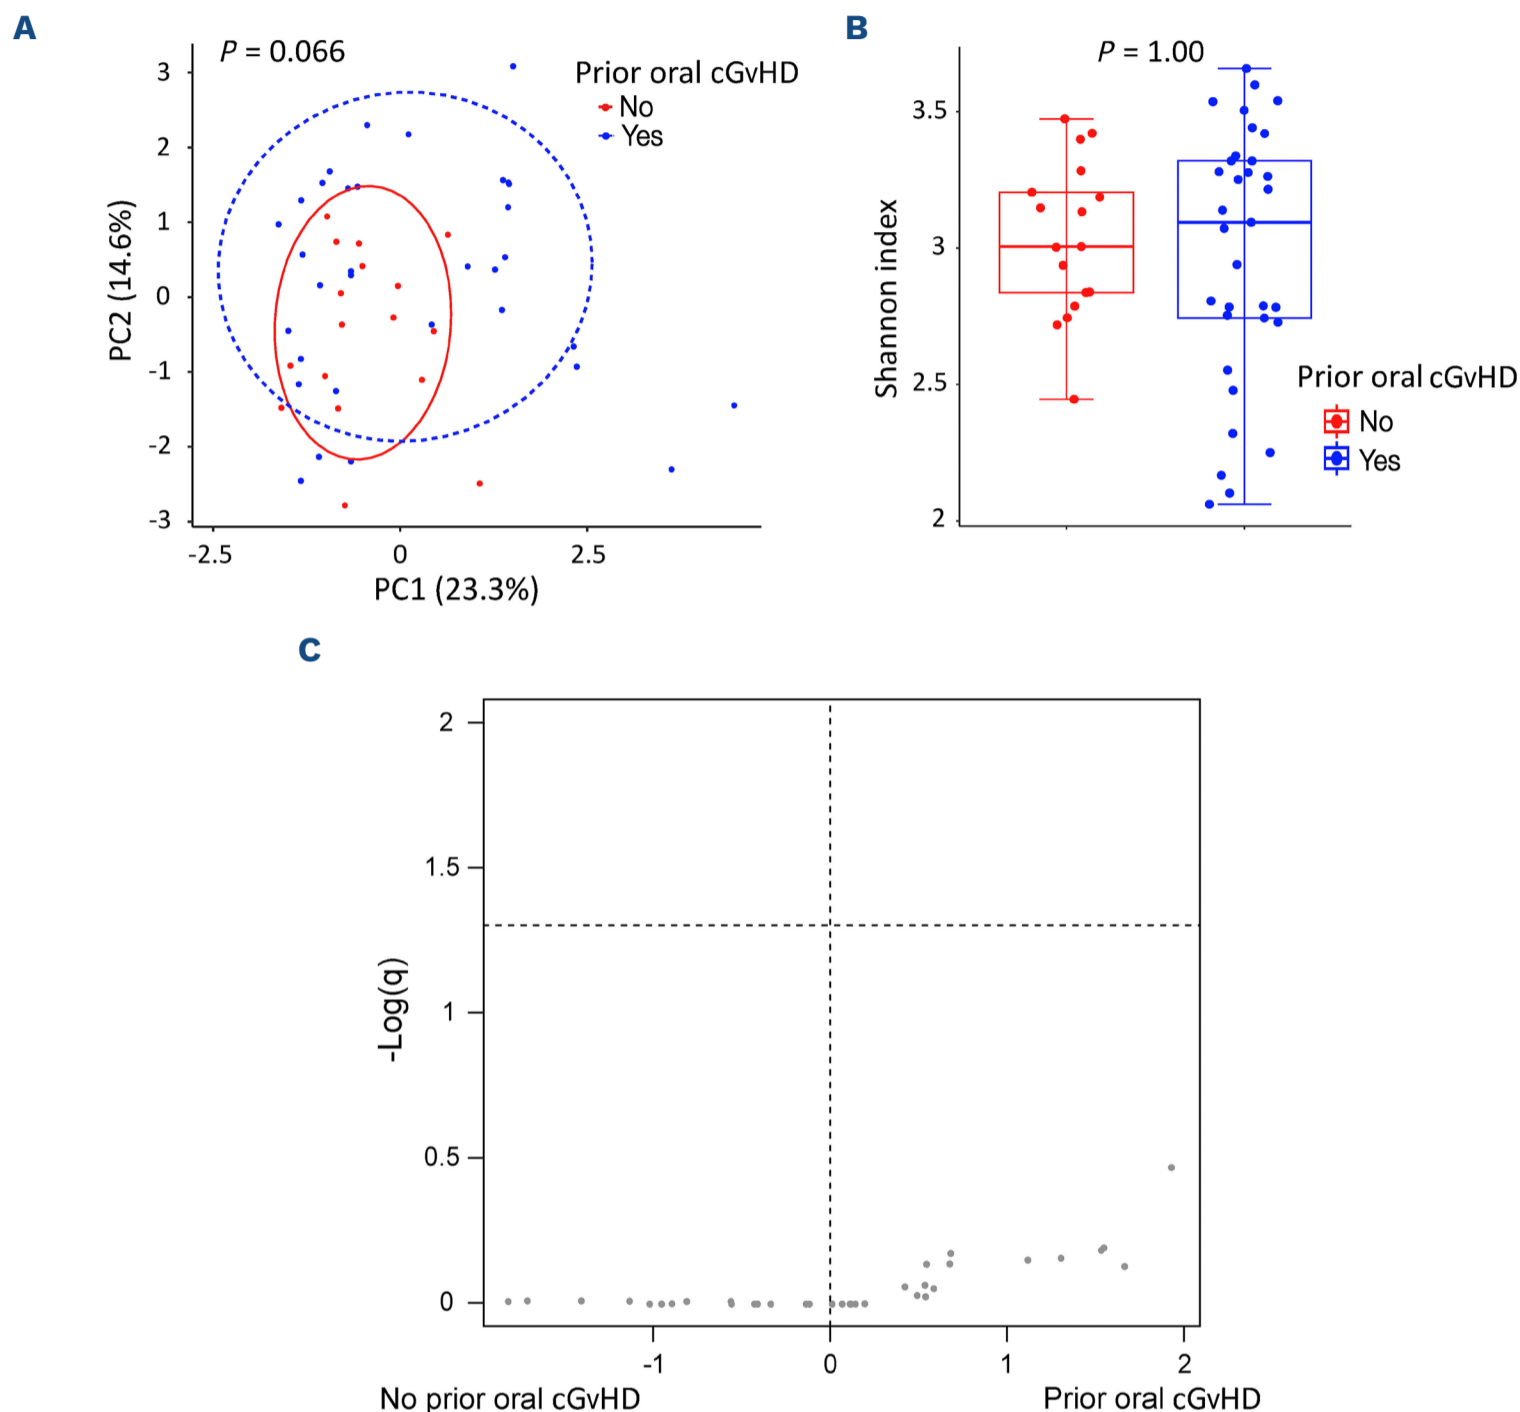 A
P = 0.066
Prior oral cGvHD
No
Yes
3
2
1
0
-1
-2
-3
-2.5 0 2.5
PC2 (14.6%)
PC1 (23.3%)
B
P = 1.00
3.5
3
2.5
2
Shannon index
Prior oral cGvHD
No
Yes
C
2
1.5
1
0.5
0
-Log(q)
-1 0 1 2
No prior oral cGvHD Prior oral cGvHD